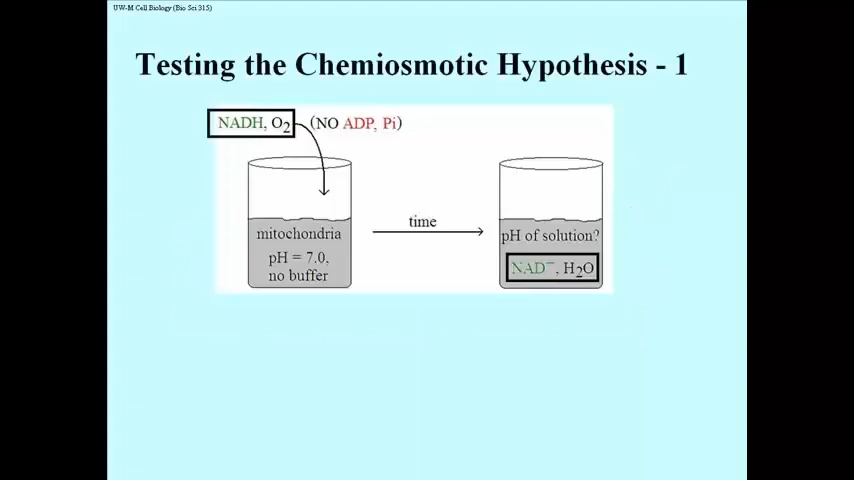 UW-M Cell Biology (Bio Sci 315)
Testing the Chemiosmotic Hypothesis - 1
NADH, O2 (NO ADP, Pi)
time
mitochondria
pH = 7.0,
no buffer
pH of solution?
NAD⁻, H2O